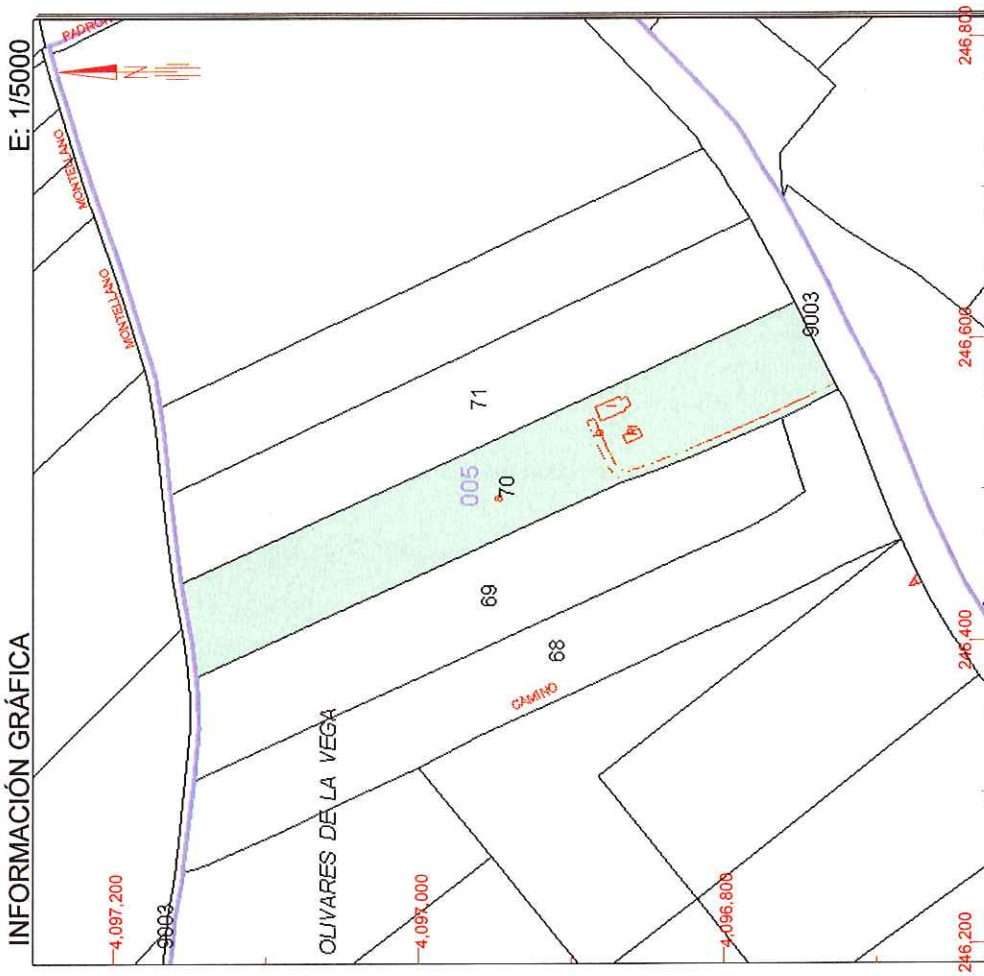 INFORMACIÓN GRÁFICA
E: 1/5000
N
MONTELLANO
MONTELLANO
9003
4,097,200
OLIVARES DE LA VEGA
71
005
70
a
69
68
CAMINO
b
I
9003
4,097,000
4,096,800
246,200
246,400
246,600
246,800